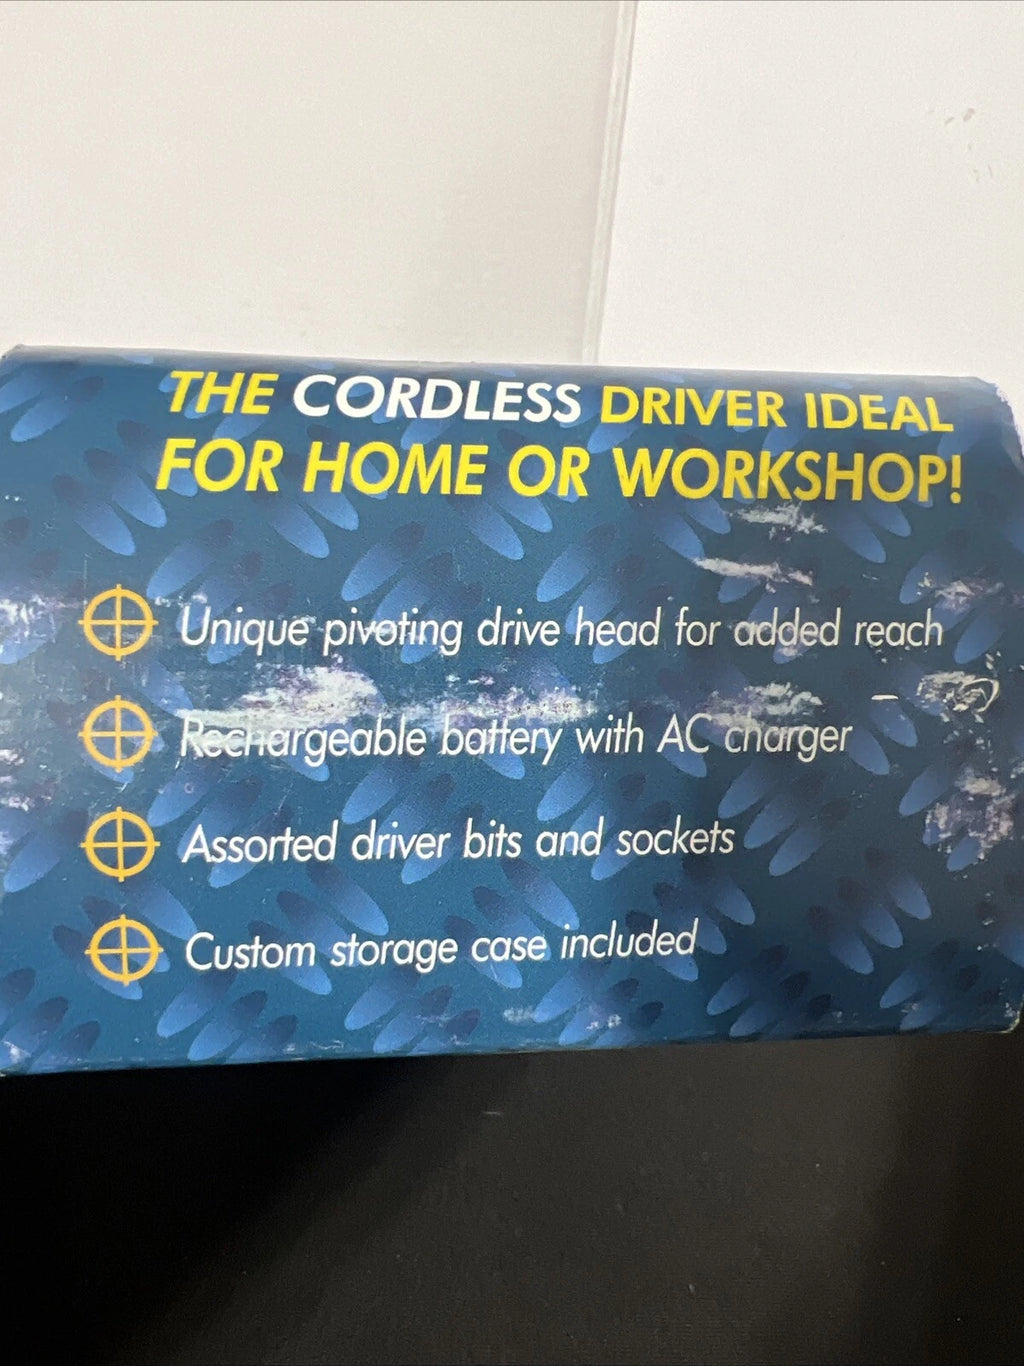 THE CORDLESS DRIVER IDEAL
FOR HOME OR WORKSHOP!
Unique pivoting drive head for added reach
Rechargeable battery with AC charger
Assorted driver bits and sockets
Custom storage case included